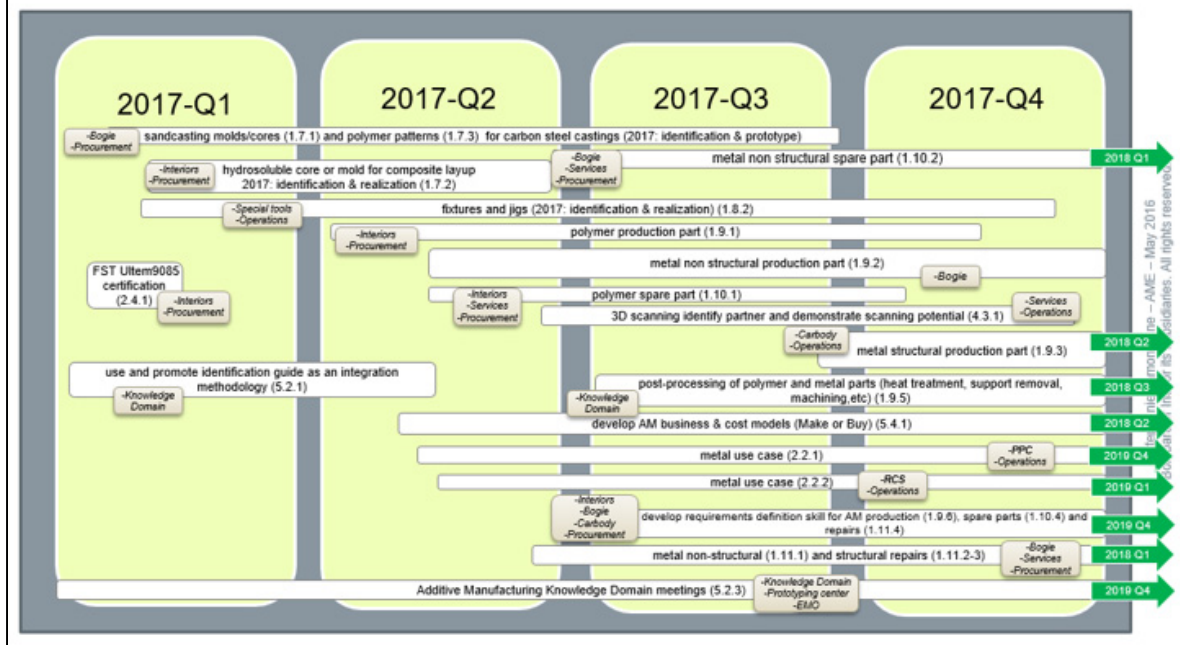 2017-Q1
2017-Q2
2017-Q3
2017-Q4
-Bogie
-Procurement
sandcasting molds/cores (1.7.1) and polymer patterns (1.7.3) for carbon steel castings (2017: identification & prototype)
-Interiors
-Procurement
hydrosoluble core or mold for composite layup
2017: identification & realization (1.7.2)
-Bogie
-Services
-Procurement
metal non structural spare part (1.10.2)
2018 Q1
-Special tools
-Operations
fixtures and jigs (2017: identification & realization) (1.8.2)
-Interiors
-Procurement
polymer production part (1.9.1)
metal non structural production part (1.9.2)
-Bogie
FST Ultem9085
certification
(2.4.1)
-Interiors
-Procurement
-Interiors
-Services
-Procurement
polymer spare part (1.10.1)
-Services
-Operations
3D scanning identify partner and demonstrate scanning potential (4.3.1)
-Carbody
-Operations
metal structural production part (1.9.3)
2018 Q2
use and promote identification guide as an integration
methodology (5.2.1)
-Knowledge
Domain
-Knowledge
Domain
post-processing of polymer and metal parts (heat treatment, support removal,
machining,etc) (1.9.5)
2018 Q3
develop AM business & cost models (Make or Buy) (5.4.1)
2018 Q2
metal use case (2.2.1)
-PPC
-Operations
2019 Q4
metal use case (2.2.2)
-RCS
-Operations
2019 Q1
-Interiors
-Bogie
-Carbody
-Procurement
develop requirements definition skill for AM production (1.9.6), spare parts (1.10.4) and
repairs (1.11.4)
2019 Q4
metal non-structural (1.11.1) and structural repairs (1.11.2-3)
-Bogie
-Services
-Procurement
2018 Q1
Additive Manufacturing Knowledge Domain meetings (5.2.3)
-Knowledge Domain
-Prototyping center
-EMO
2019 Q4
– AME – May 2016
All rights reserved